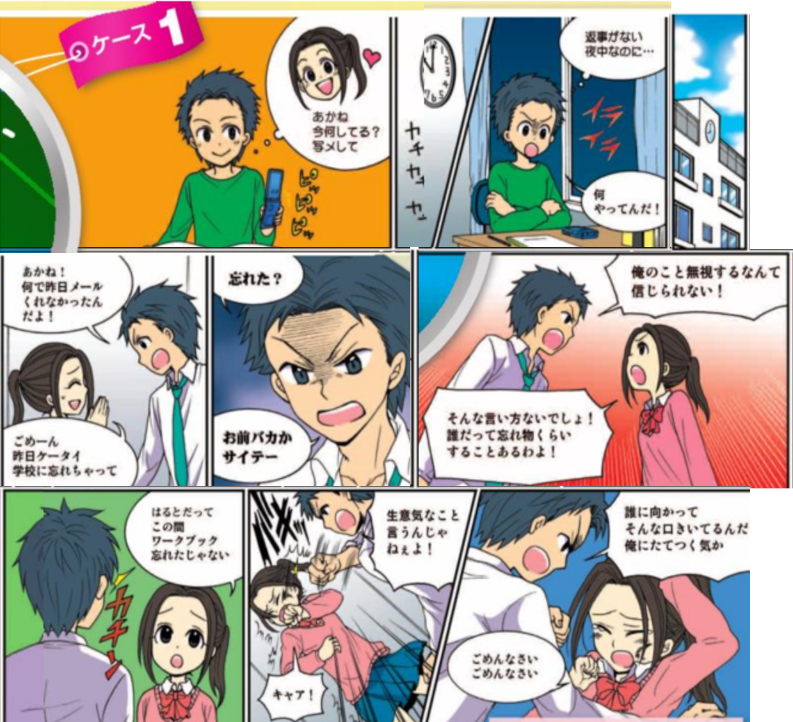 ケース1
あかね
今何してる?
写メして
ピッ
ピッ
ピッ
返事がない
夜中なのに…
カチ
カチッ
カッ
イラ
イラ
何
やってんだ!
あかね!
何で昨日メール
くれなかったん
だよ!
ごめーん
昨日ケータイ
学校に忘れちゃって
忘れた?
お前バカか
サイテー
俺のこと無視するなんて
信じられない!
そんな言い方ないでしょ!
誰だって忘れ物くらい
することあるわよ!
はるとだって
この間
ワークブック
忘れたじゃない
カチン
バキッ
生意気なこと
言うんじゃ
ねぇよ!
キャア!
誰に向かって
そんな口きいてるんだ
俺にたてつく気か
ごめんなさい
ごめんなさい